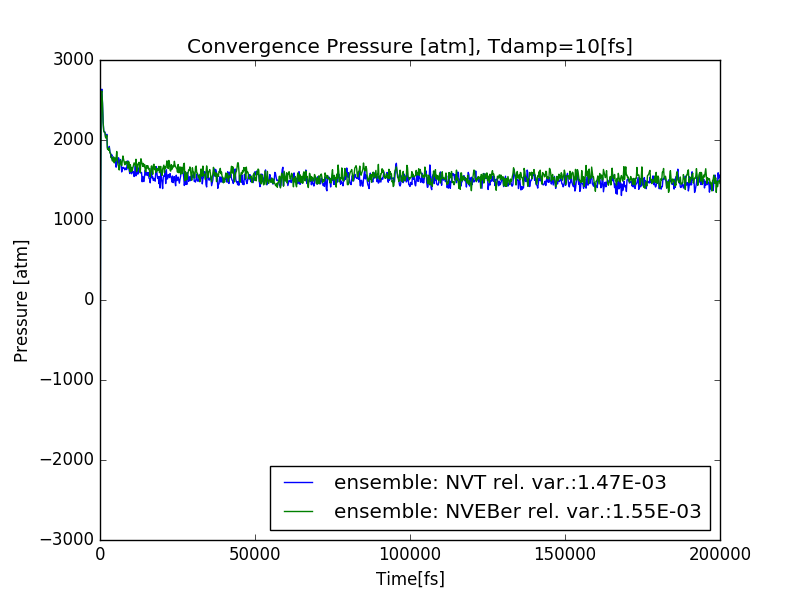 Convergence Pressure [atm], Tdamp=10[fs]
3000
2000
1000
0
−1000
−2000
−3000
Pressure [atm]
ensemble: NVT rel. var.:1.47E-03
ensemble: NVEBer rel. var.:1.55E-03
0 50000 100000 150000 200000
Time[fs]